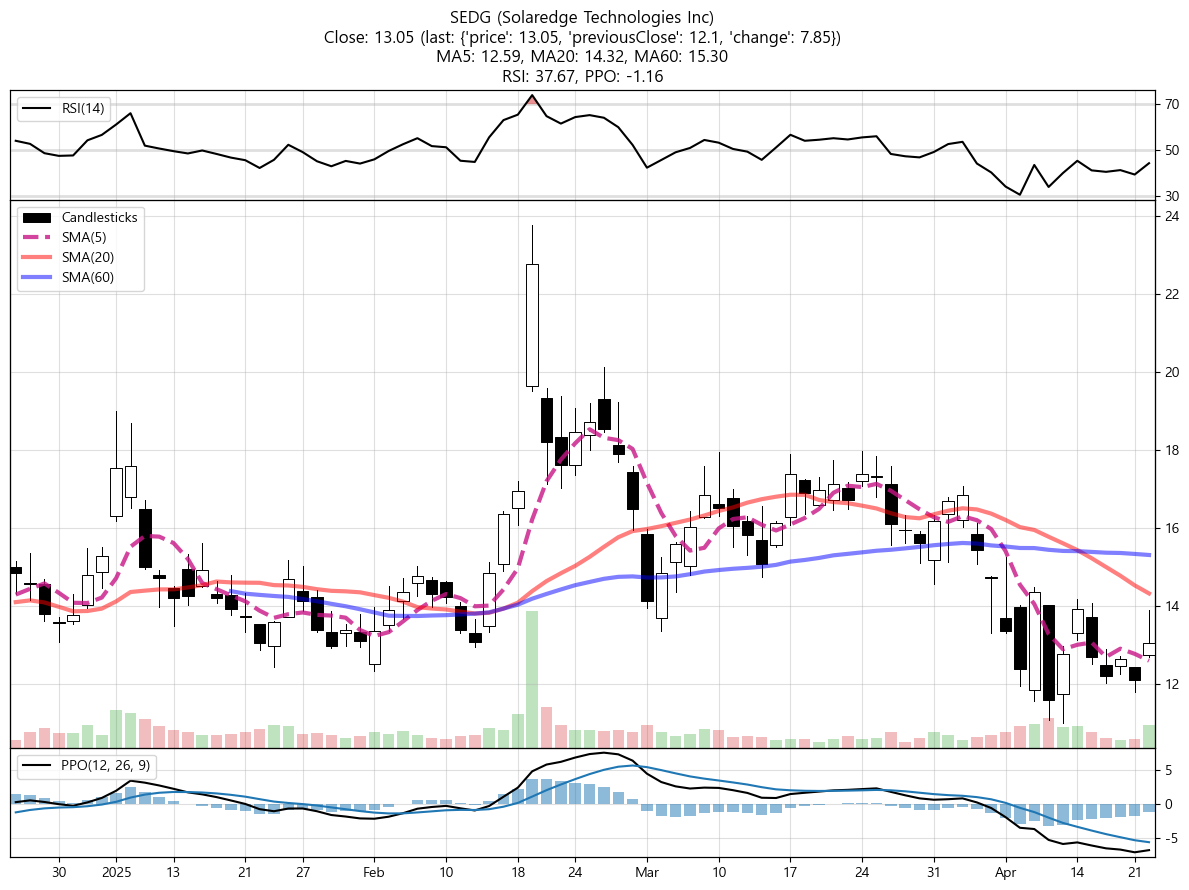 SEDG (Solaredge Technologies Inc)
Close: 13.05 (last: {'price': 13.05, 'previousClose': 12.1, 'change': 7.85})
MA5: 12.59, MA20: 14.32, MA60: 15.30
RSI: 37.67, PPO: -1.16
RSI(14)
70
50
30
Candlesticks
SMA(5)
SMA(20)
SMA(60)
24
22
20
18
16
14
12
PPO(12, 26, 9)
5
0
-5
30 2025 13 21 27 Feb 10 18 24 Mar 10 17 24 31 Apr 14 21